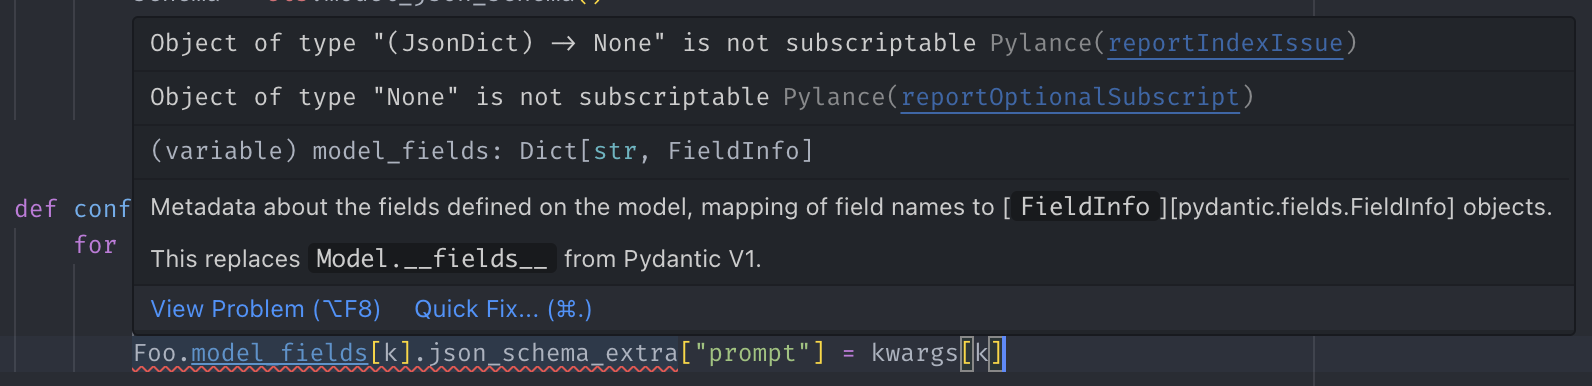 Object of type "(JsonDict) → None" is not subscriptable Pylance(reportIndexIssue)
Object of type "None" is not subscriptable Pylance(reportOptionalSubscript)
(variable) model_fields: Dict[str, FieldInfo]
def conf
Metadata about the fields defined on the model, mapping of field names to [ FieldInfo ][pydantic.fields.FieldInfo] objects.
for
This replaces Model.__fields__ from Pydantic V1.
View Problem (⌥F8) Quick Fix... (⌘.)
Foo.model_fields[k].json_schema_extra["prompt"] = kwargs[k]